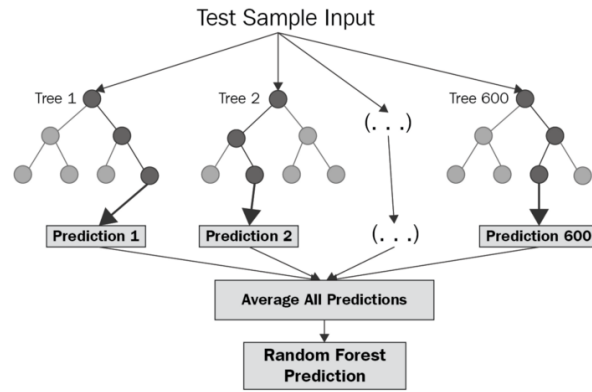 Test Sample Input
Tree 1
Tree 2
Tree 600
(. . .)
Prediction 1
Prediction 2
(. . .)
Prediction 600
Average All Predictions
Random Forest
Prediction